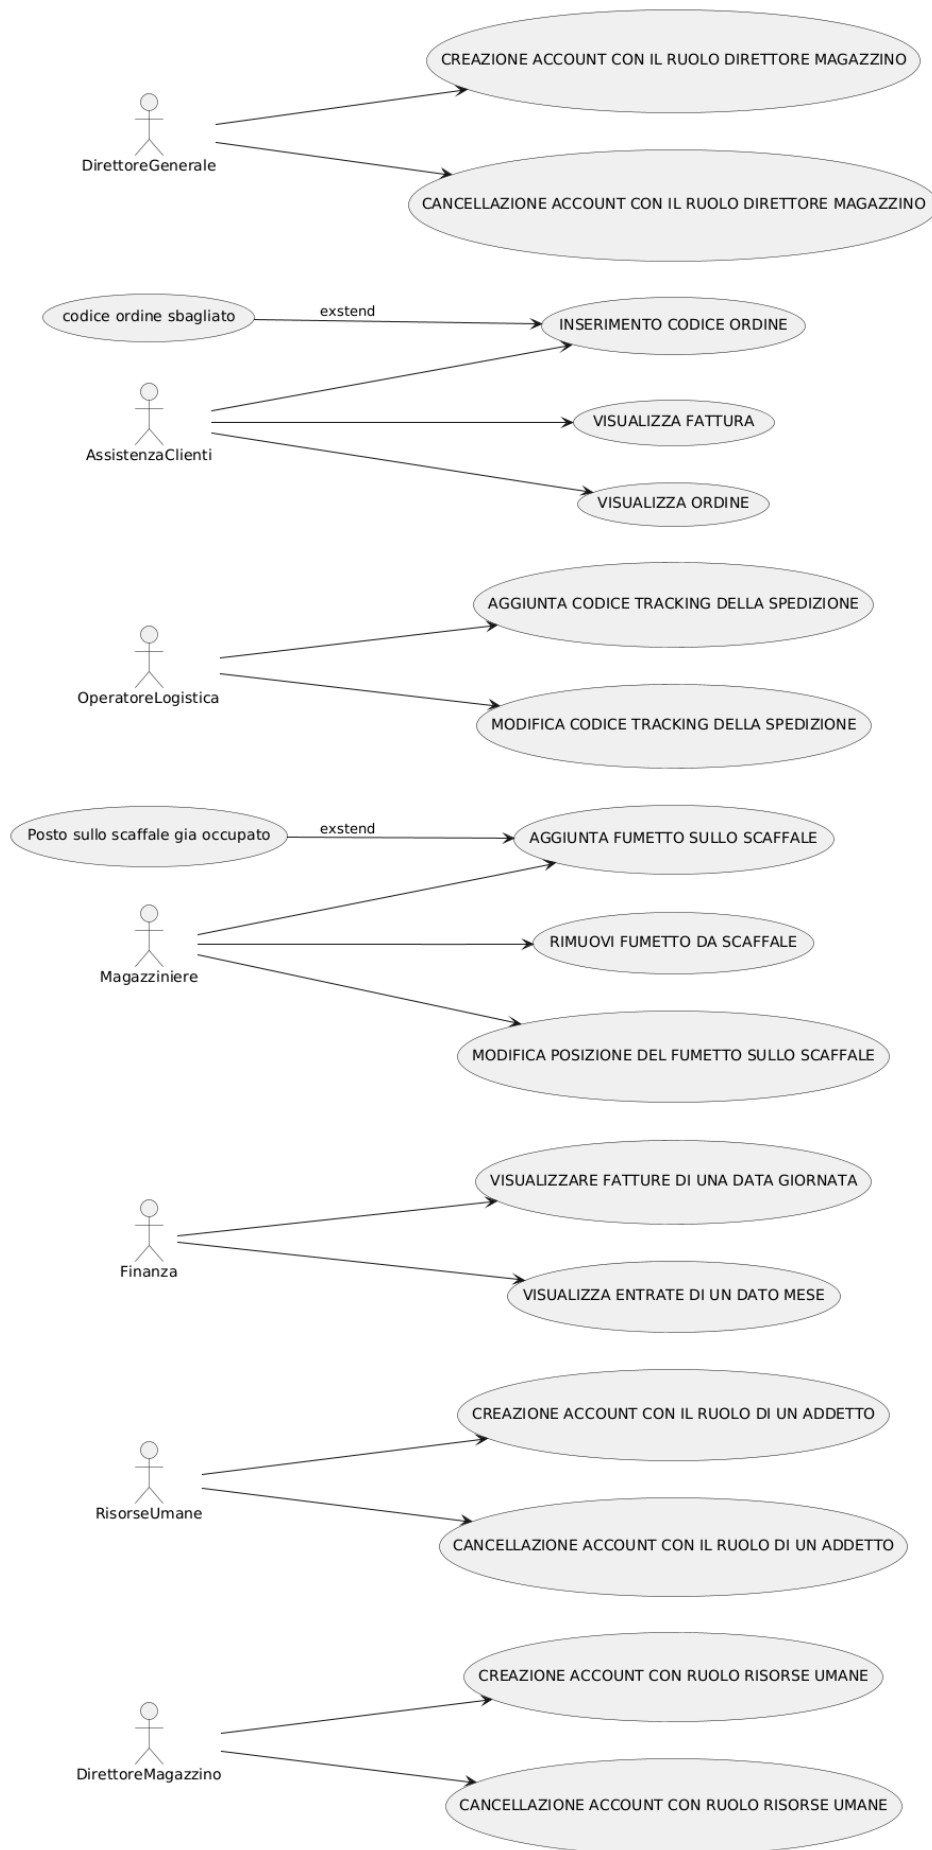 CREAZIONE ACCOUNT CON IL RUOLO DIRETTORE MAGAZZINO
DirettoreGenerale
CANCELLAZIONE ACCOUNT CON IL RUOLO DIRETTORE MAGAZZINO
codice ordine sbagliato
exstend
INSERIMENTO CODICE ORDINE
VISUALIZZA FATTURA
AssistenzaClienti
VISUALIZZA ORDINE
AGGIUNTA CODICE TRACKING DELLA SPEDIZIONE
OperatoreLogistica
MODIFICA CODICE TRACKING DELLA SPEDIZIONE
Posto sullo scaffale gia occupato
exstend
AGGIUNTA FUMETTO SULLO SCAFFALE
RIMUOVI FUMETTO DA SCAFFALE
Magazziniere
MODIFICA POSIZIONE DEL FUMETTO SULLO SCAFFALE
VISUALIZZARE FATTURE DI UNA DATA GIORNATA
Finanza
VISUALIZZA ENTRATE DI UN DATO MESE
CREAZIONE ACCOUNT CON IL RUOLO DI UN ADDETTO
RisorseUmane
CANCELLAZIONE ACCOUNT CON IL RUOLO DI UN ADDETTO
CREAZIONE ACCOUNT CON RUOLO RISORSE UMANE
DirettoreMagazzino
CANCELLAZIONE ACCOUNT CON RUOLO RISORSE UMANE